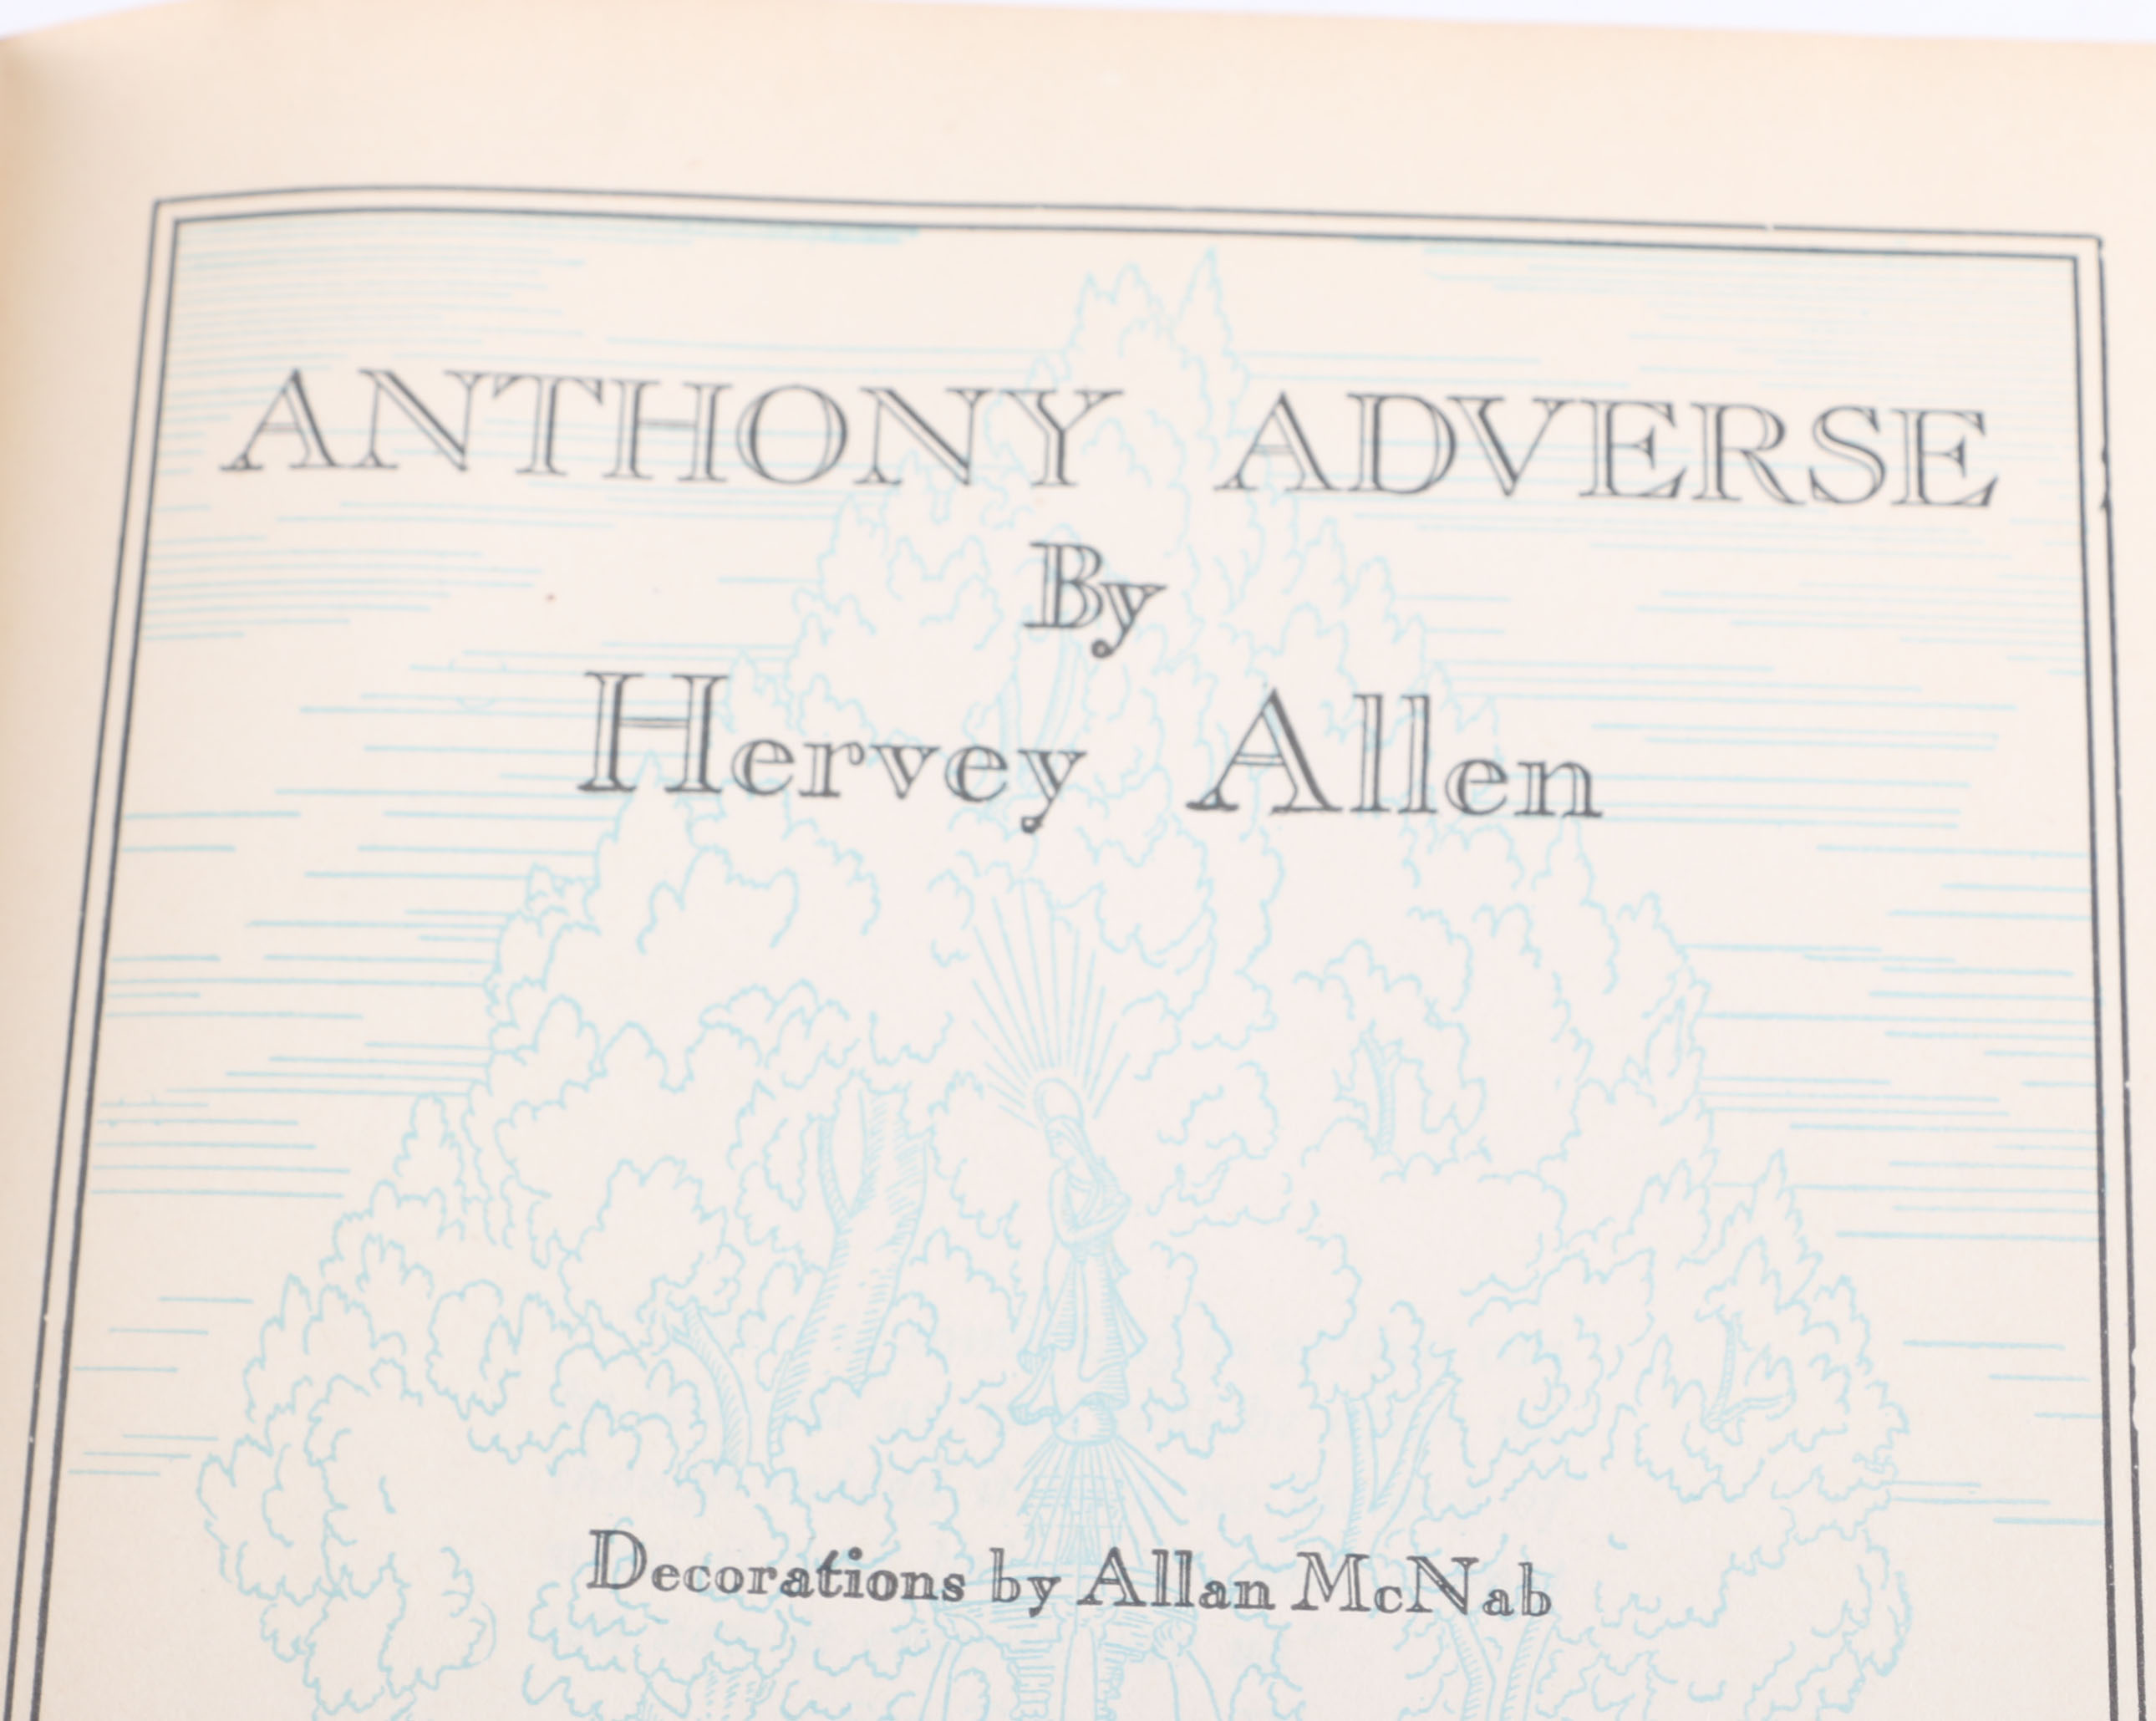 ANTHONY ADVERSE
By
Hervey Allen
Decorations by Allan McNab